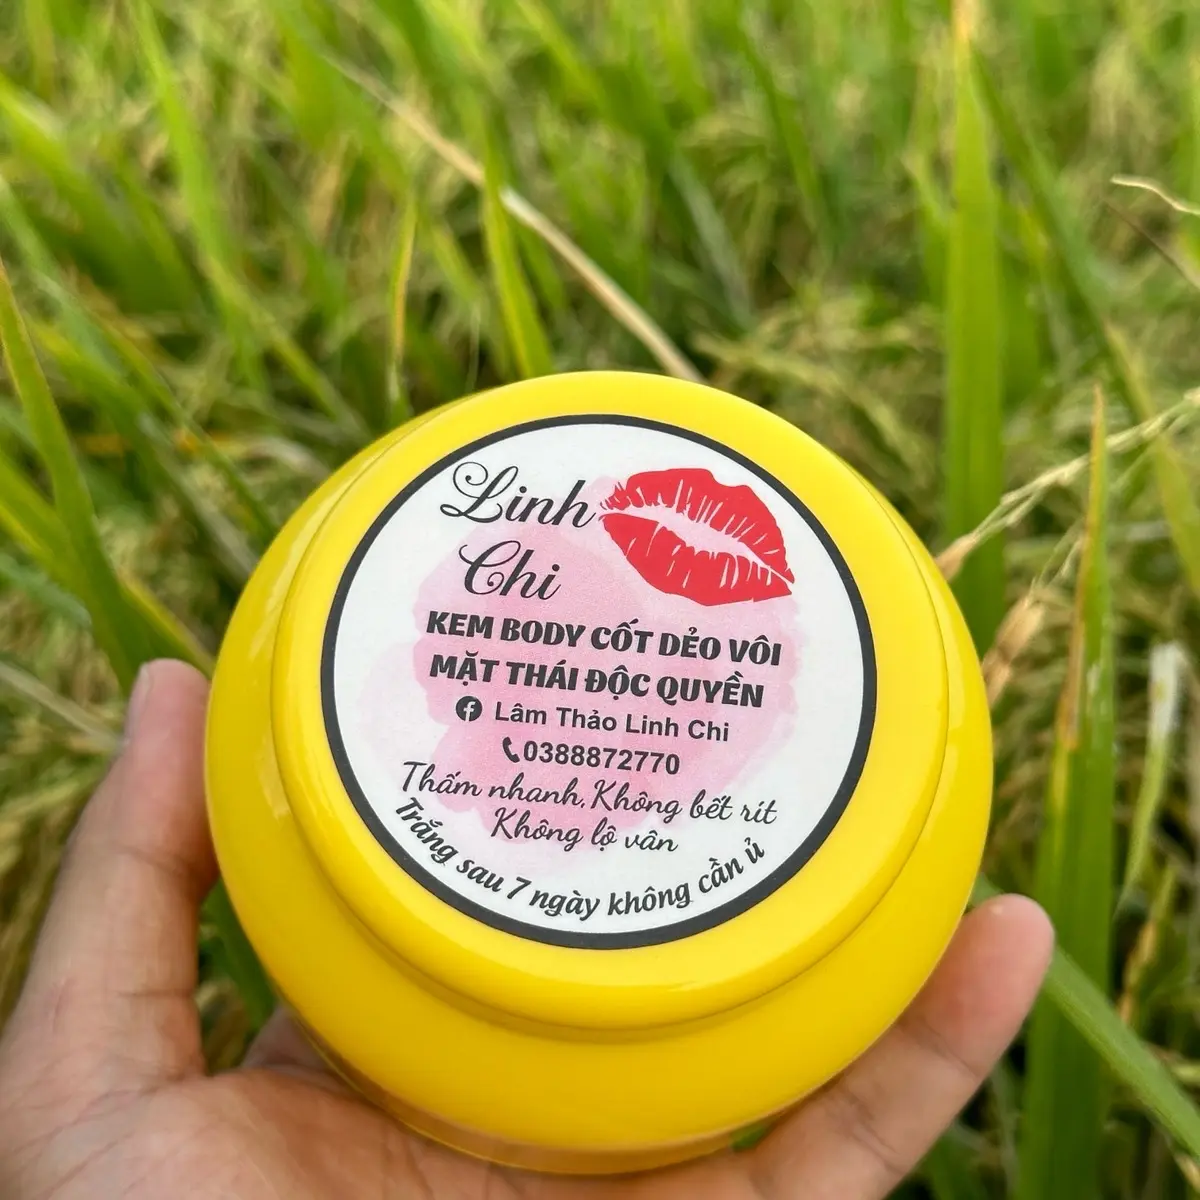 Linh
Chi
KEM BODY CỐT DẺO VÔI
MẶT THÁI ĐỘC QUYỀN
Lâm Thảo Linh Chi
0388872770
Thấm nhanh, Không bết rít
Không lộ vân
Trắng sau 7 ngày không cần ủ